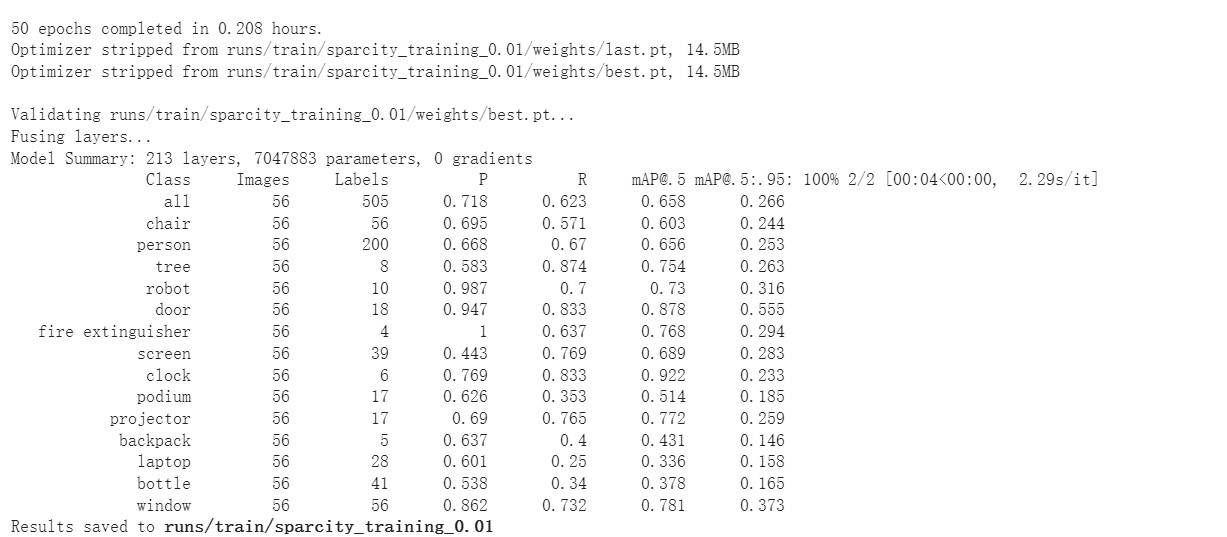 50 epochs completed in 0.208 hours.
Optimizer stripped from runs/train/sparcity_training_0.01/weights/last.pt, 14.5MB
Optimizer stripped from runs/train/sparcity_training_0.01/weights/best.pt, 14.5MB
Validating runs/train/sparcity_training_0.01/weights/best.pt...
Fusing layers...
Model Summary: 213 layers, 7047883 parameters, 0 gradients
Class Images Labels P R mAP@.5 mAP@.5:.95: 100% 2/2 [00:04<00:00, 2.29s/it]
all 56 505 0.718 0.623 0.658 0.266
chair 56 56 0.695 0.571 0.603 0.244
person 56 200 0.668 0.67 0.656 0.253
tree 56 8 0.583 0.874 0.754 0.263
robot 56 10 0.987 0.7 0.73 0.316
door 56 18 0.947 0.833 0.878 0.555
fire extinguisher 56 4 1 0.637 0.768 0.294
screen 56 39 0.443 0.769 0.689 0.283
clock 56 6 0.769 0.833 0.922 0.233
podium 56 17 0.626 0.353 0.514 0.185
projector 56 17 0.69 0.765 0.772 0.259
backpack 56 5 0.637 0.4 0.431 0.146
laptop 56 28 0.601 0.25 0.336 0.158
bottle 56 41 0.538 0.34 0.378 0.165
window 56 56 0.862 0.732 0.781 0.373
Results saved to runs/train/sparcity_training_0.01